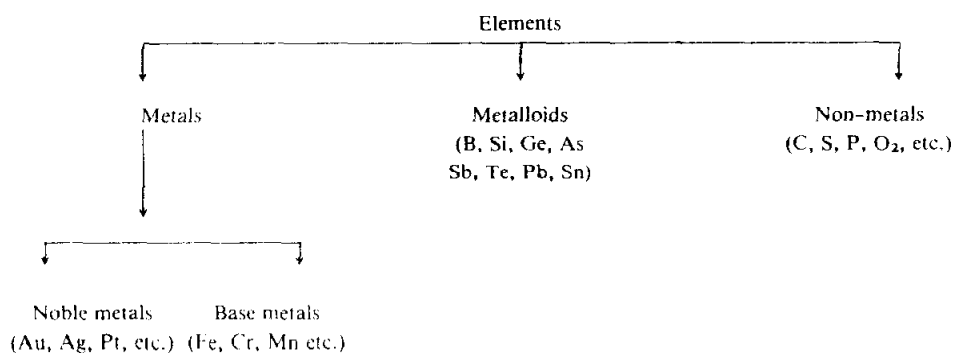 Elements
Metals
Metalloids
Non-metals
(B, Si, Ge, As
(C, S, P, O₂, etc.)
Sb, Te, Pb, Sn)
Noble metals
Base metals
(Au, Ag, Pt, etc.)
(Fe, Cr, Mn etc.)